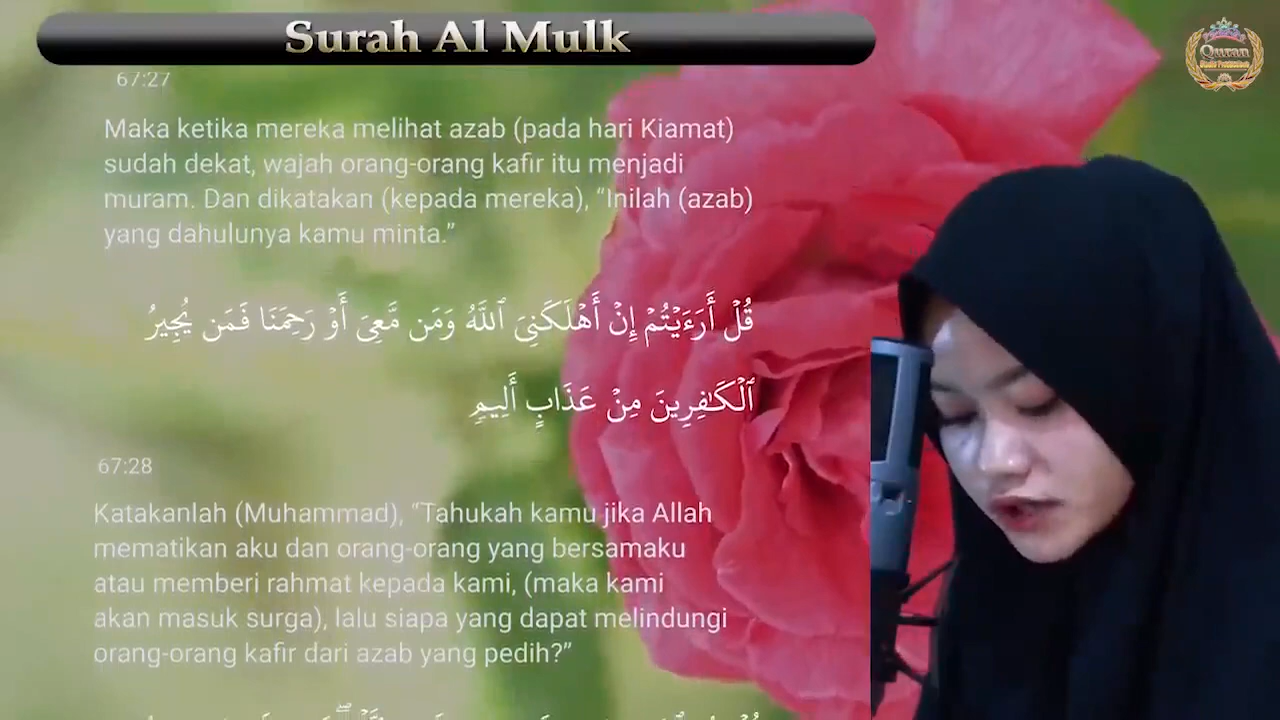 Surah Al Mulk
Quran
67:27
Maka ketika mereka melihat azab (pada hari Kiamat)
sudah dekat, wajah orang-orang kafir itu menjadi
muram. Dan dikatakan (kepada mereka), “Inilah (azab)
yang dahulunya kamu minta.”
قُلْ أَرَءَيْتُمْ إِنْ أَهْلَكَنِىَ ٱللَّهُ وَمَن مَّعِىَ أَوْ رَحِمَنَا فَمَن يُجِيرُ
ٱلْكَـٰفِرِينَ مِنْ عَذَابٍ أَلِيمٍ
67:28
Katakanlah (Muhammad), “Tahukah kamu jika Allah
mematikan aku dan orang-orang yang bersamaku
atau memberi rahmat kepada kami, (maka kami
akan masuk surga), lalu siapa yang dapat melindungi
orang-orang kafir dari azab yang pedih?”